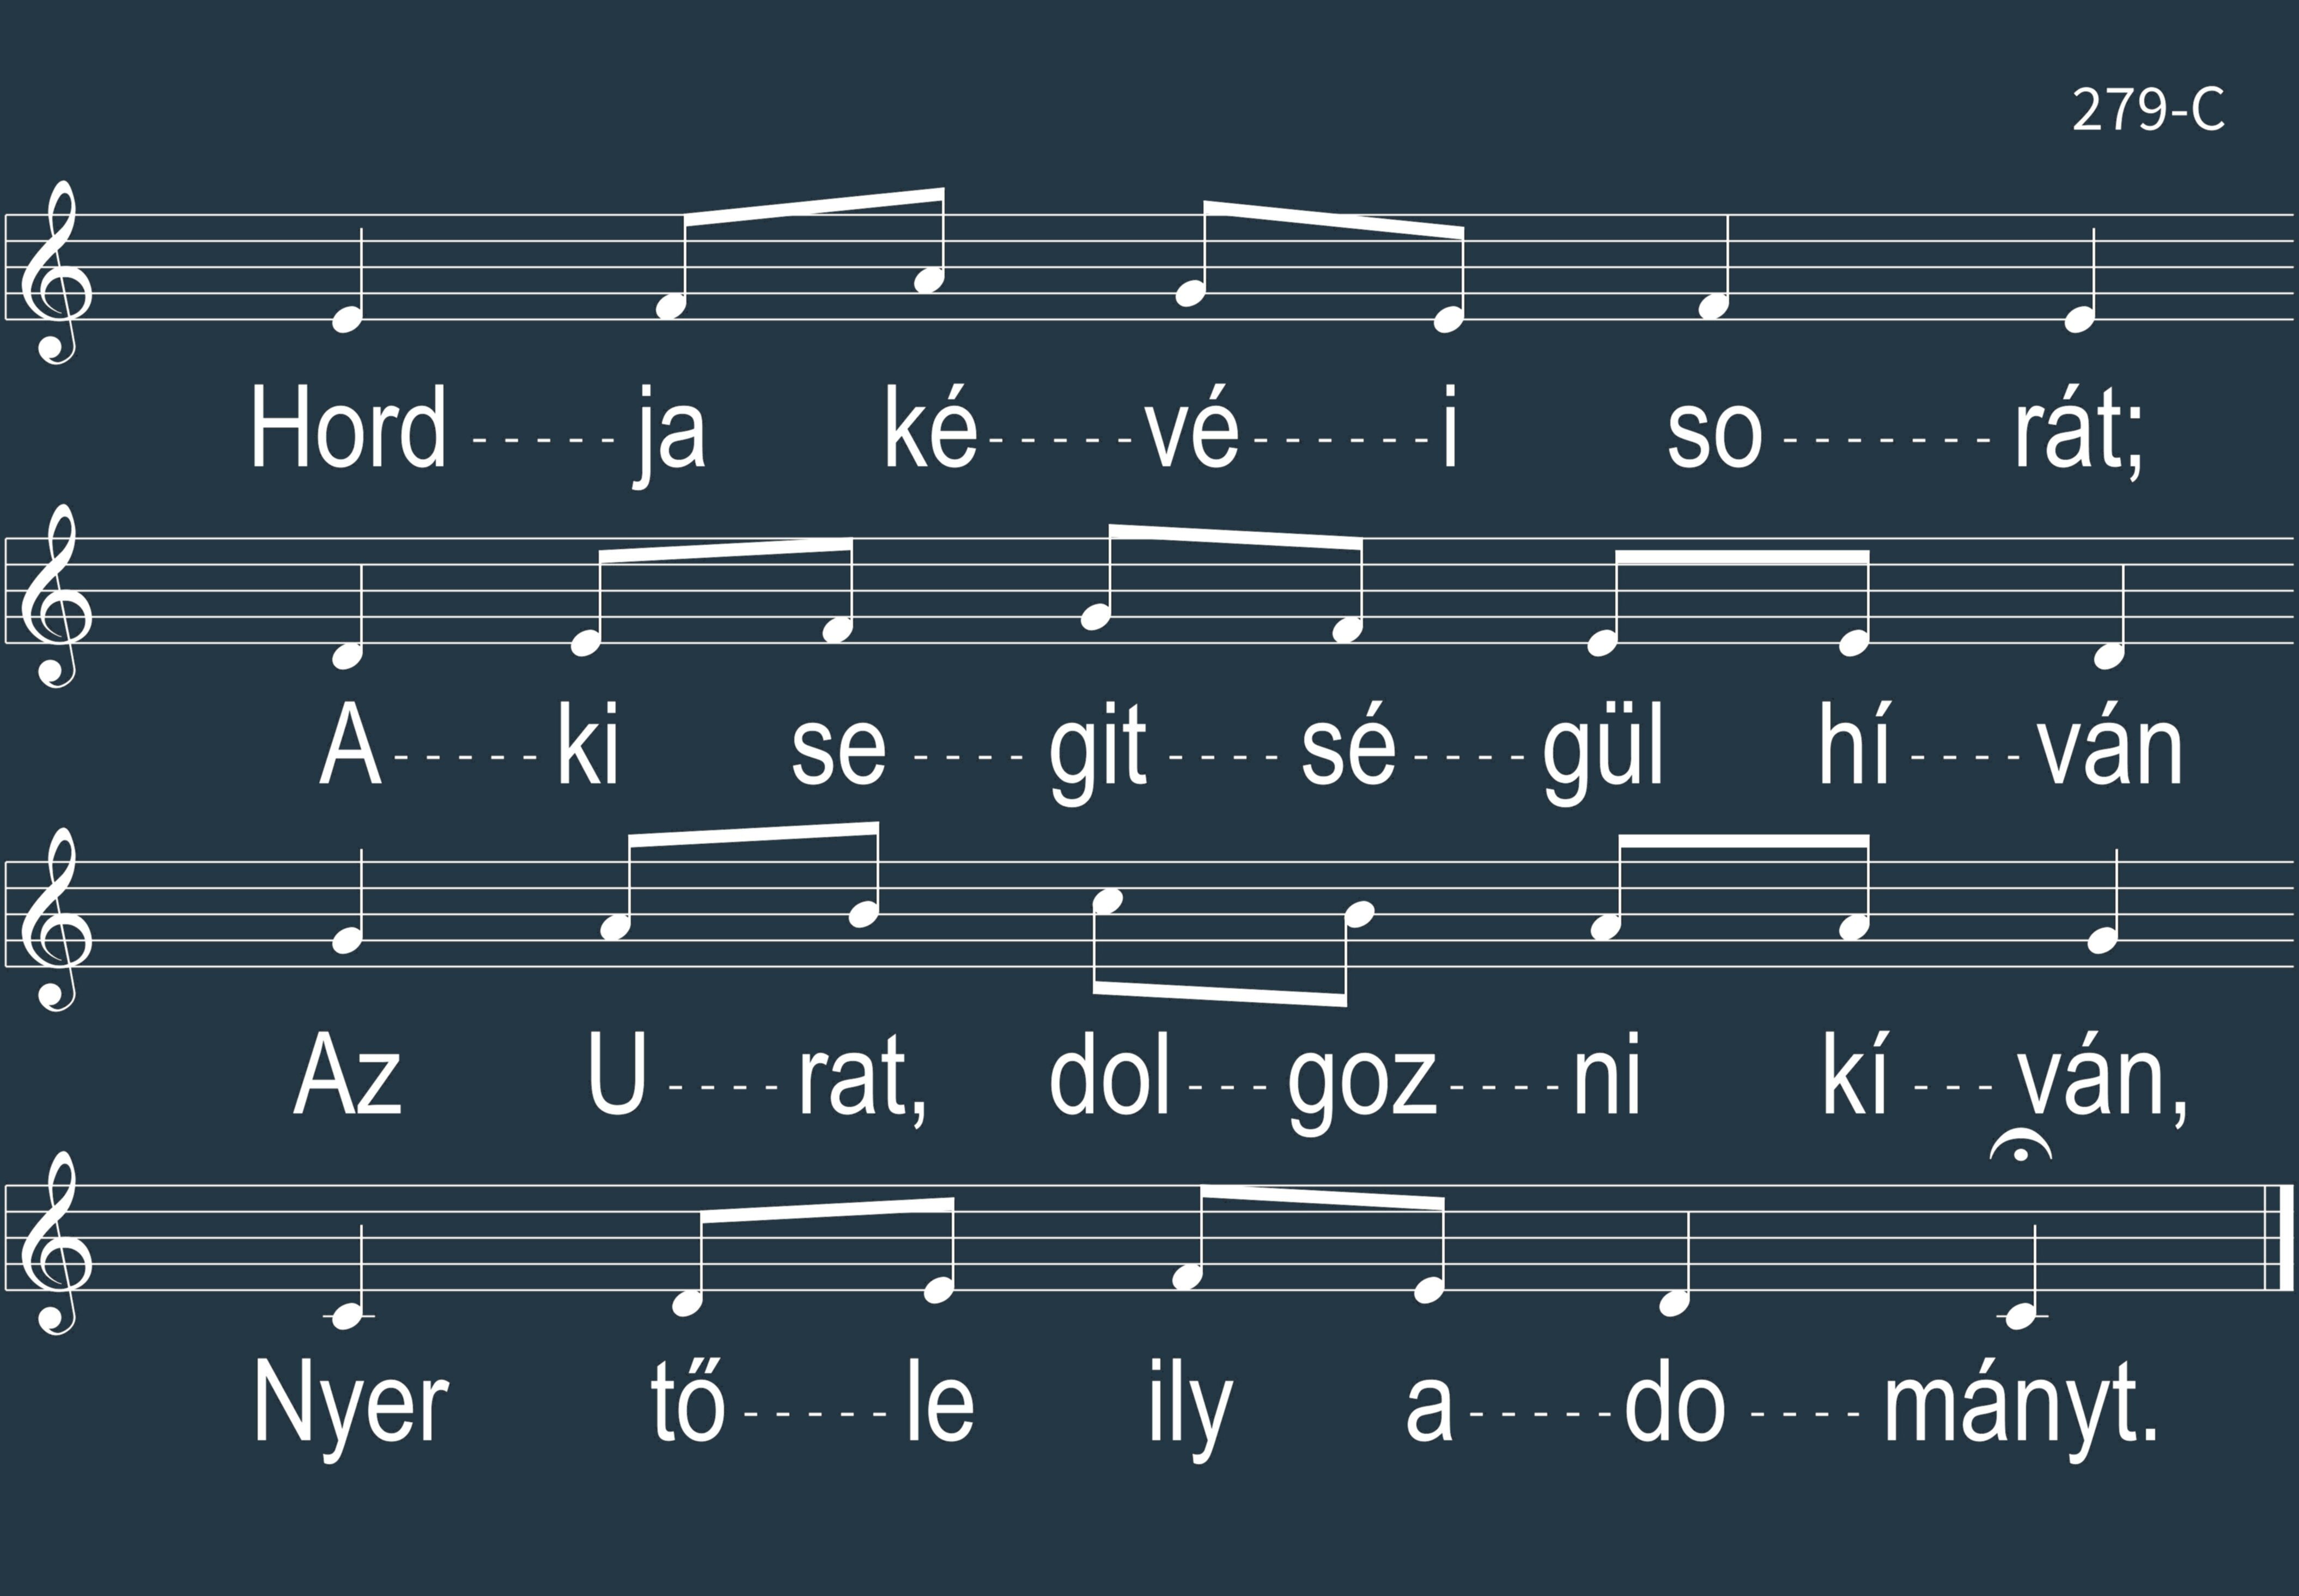 279-C
Hord-----ja ké-----vé------i so-------rát;
A-----ki se----git----sé----gül hí----ván
Az U----rat, dol---goz----ni kí---ván,
Nyer tő-----le ily a-----do----mányt.